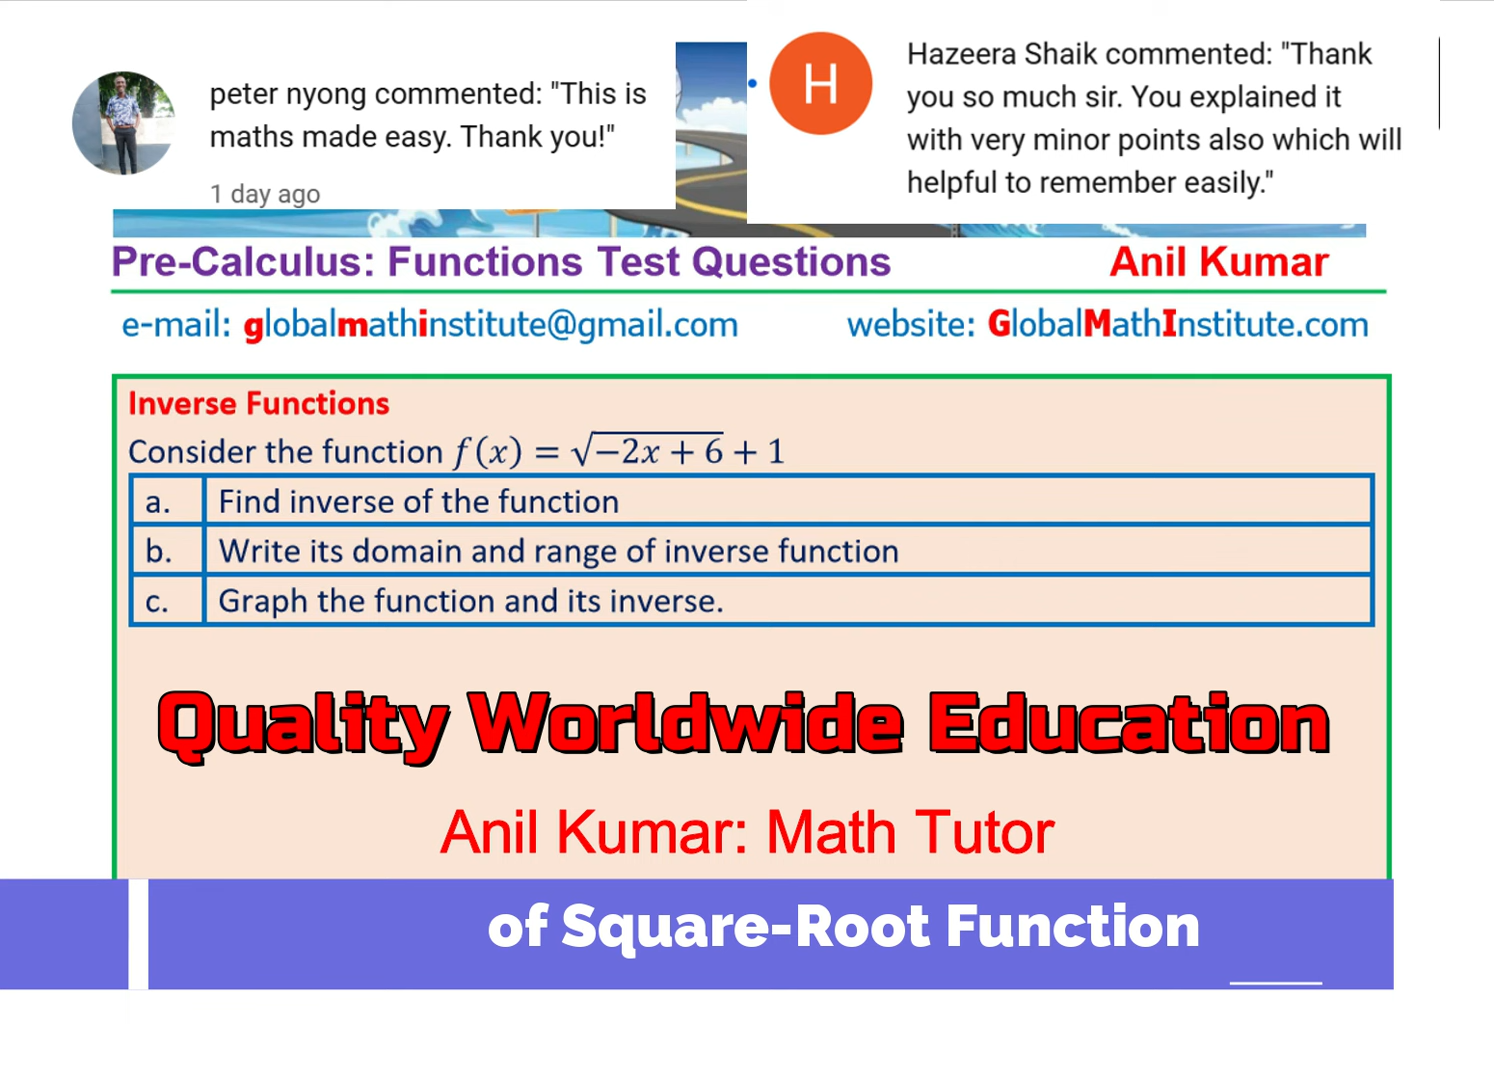 peter nyong commented: "This is
maths made easy. Thank you!"
1 day ago
H
Hazeera Shaik commented: "Thank
you so much sir. You explained it
with very minor points also which will
helpful to remember easily."
Pre-Calculus: Functions Test Questions Anil Kumar
e-mail: globalmathinstitute@gmail.com website: GlobalMathInstitute.com
Inverse Functions
Consider the function f(x) = √(-2x + 6) + 1
a. Find inverse of the function
b. Write its domain and range of inverse function
c. Graph the function and its inverse.
Quality Worldwide Education
Anil Kumar: Math Tutor
of Square-Root Function